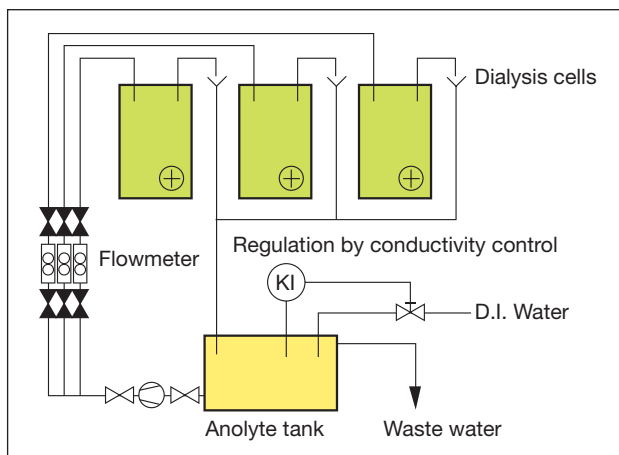 Dialysis cells
Regulation by conductivity control
Flowmeter
KI
D.I. Water
Anolyte tank
Waste water